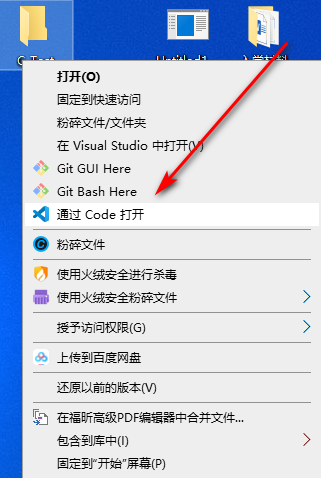 Untitled1
入学材料
打开(O)
固定到快速访问
粉碎文件/文件夹
在 Visual Studio 中打开(V)
Git GUI Here
Git Bash Here
通过 Code 打开
粉碎文件
使用火绒安全进行杀毒
使用火绒安全粉碎文件
授予访问权限(G)
上传到百度网盘
还原以前的版本(V)
在福昕高级PDF编辑器中合并文件...
包含到库中(I)
固定到"开始"屏幕(P)